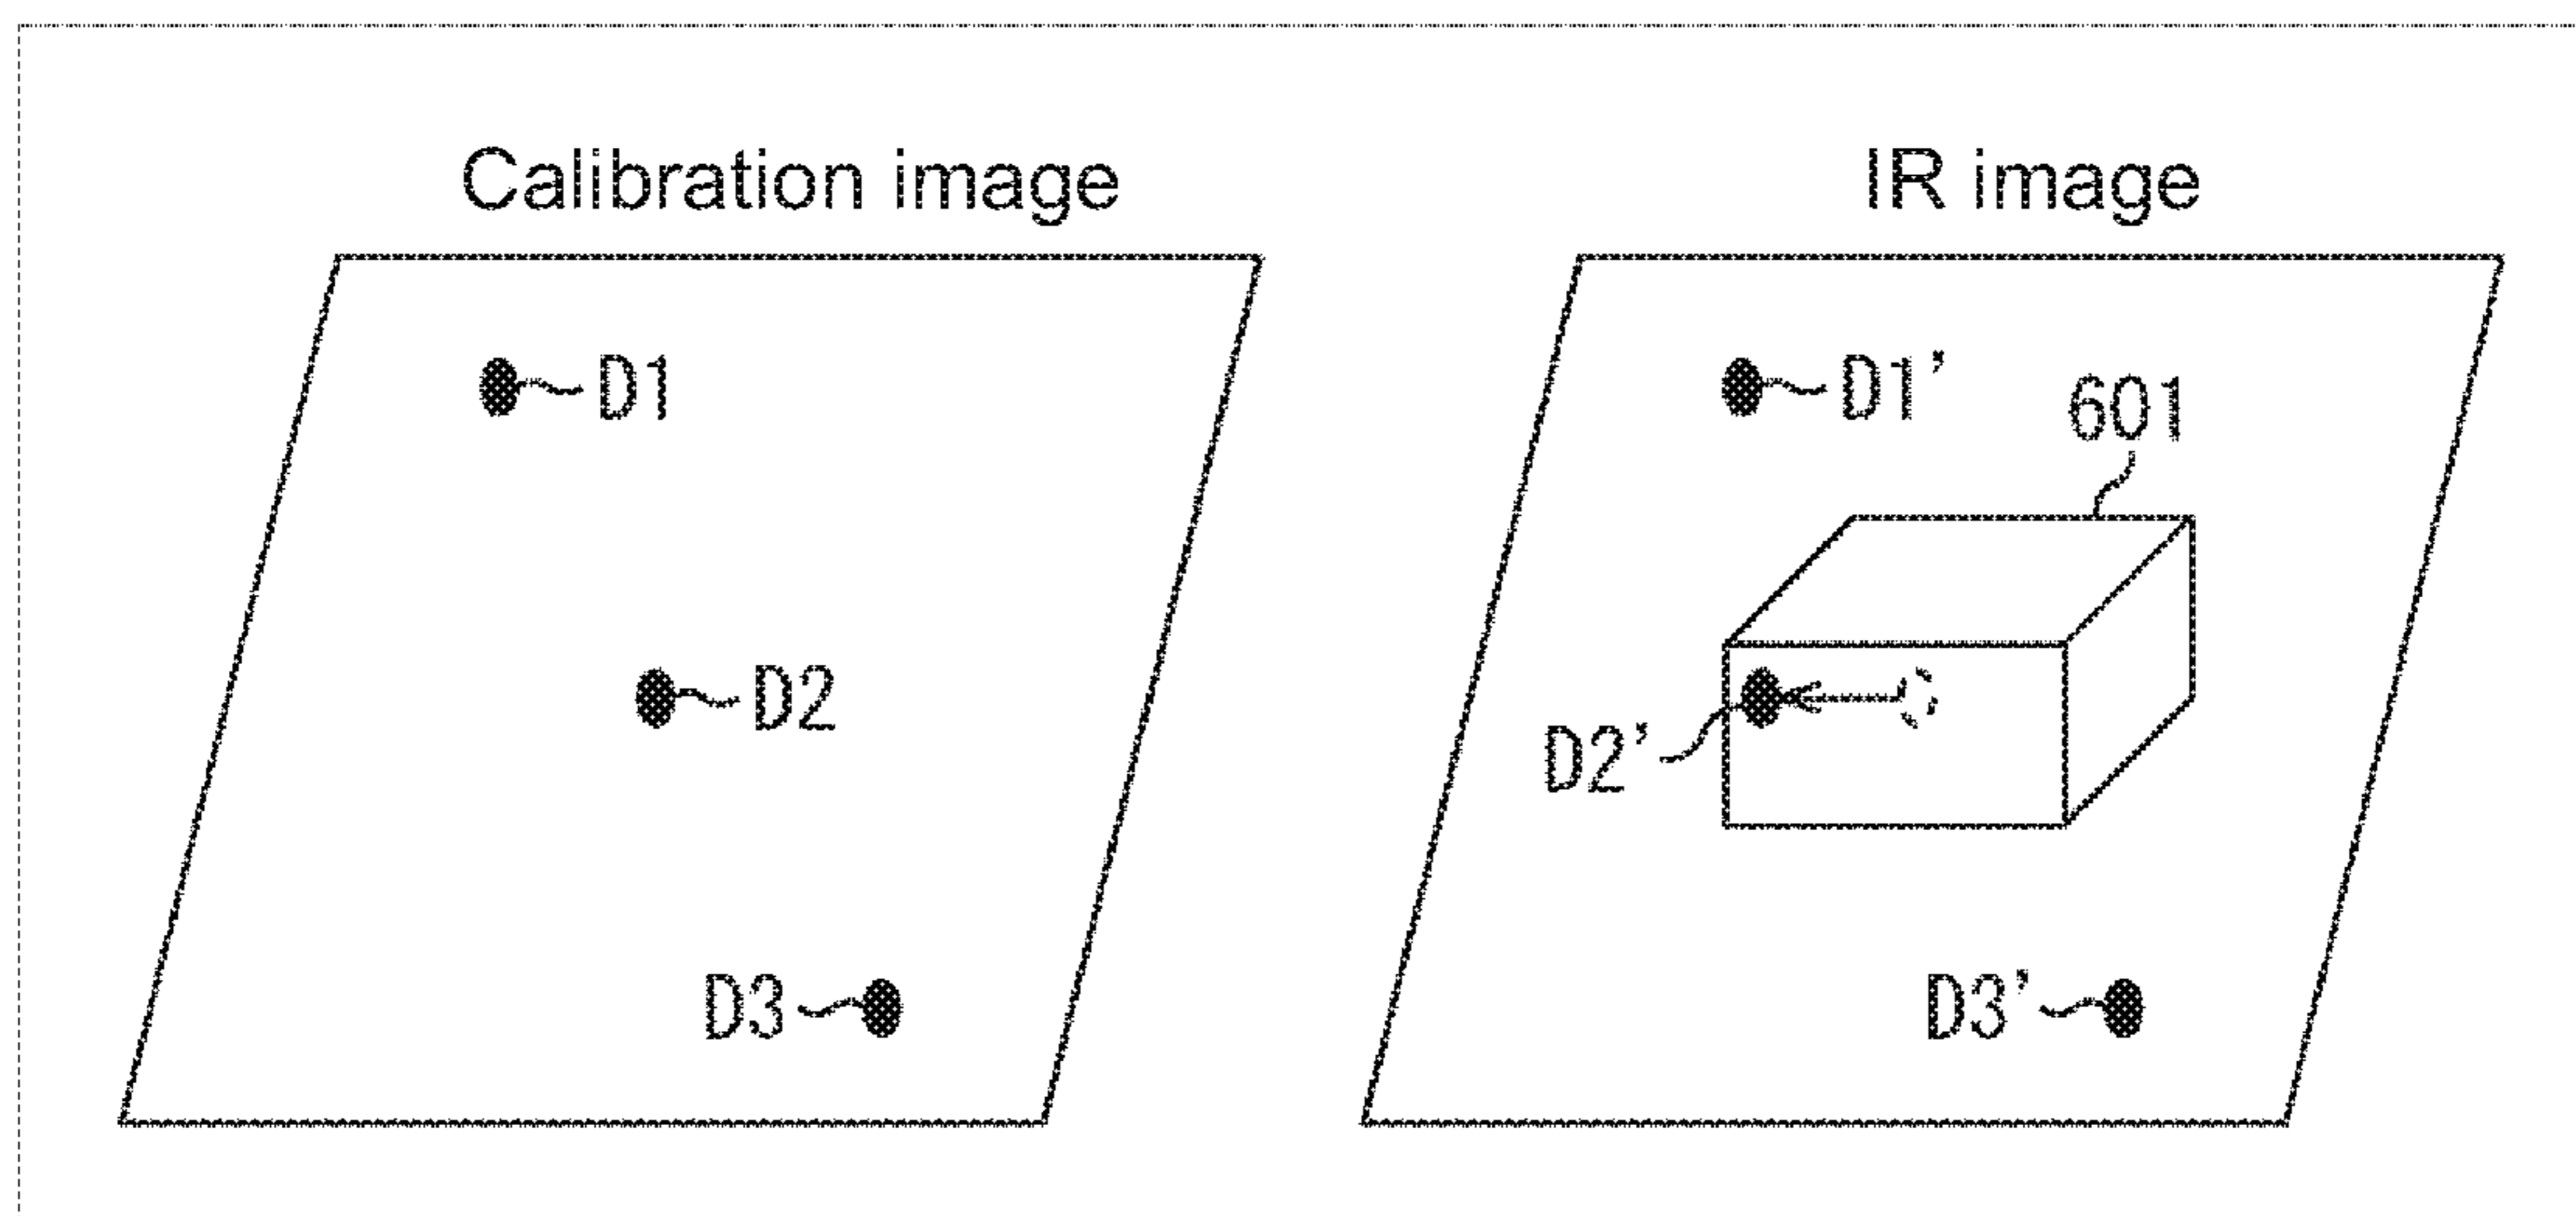 Calibration image
IR image
D1
D1’
601
D2
D2’
D3
D3’